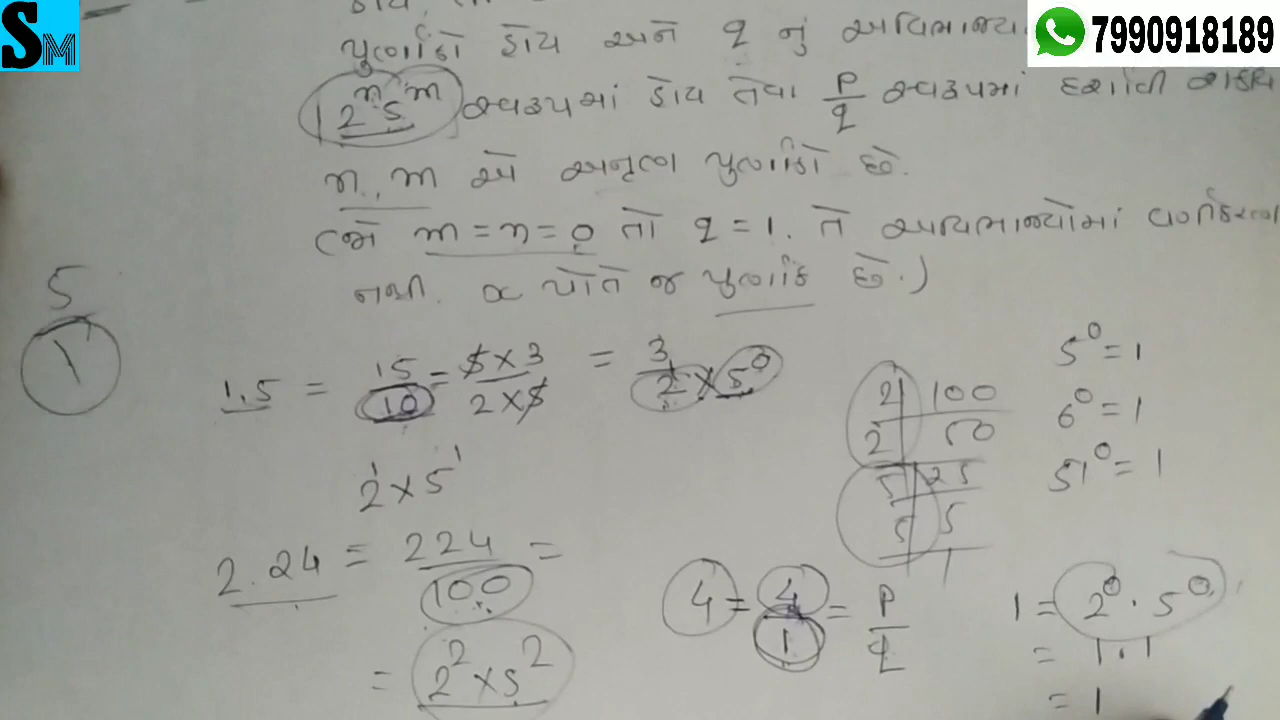 SM
7990918189
પૂર્ણાંકો હોય અને q નું અવિભાજ્ય
2ⁿ5ᵐ સ્વરૂપમાં હોય તેવા p/q સ્વરૂપમાં દર્શાવી શકાય
n, m એ અનૃણ પૂર્ણાંકો છે.
(જો m = n = 0 તો q = 1. તે અવિભાજ્યોમાં વર્ગીકરણ
નથી. x પોતે જ પૂર્ણાંક છે.)
5
1
1.5 = 15/10 = 5×3/2×5 = 3/2×5⁰
2¹×5¹
2.24 = 224/100 =
= 2²×5²
2 100
2 50
5 25
5 5
1
5⁰ = 1
6⁰ = 1
51⁰ = 1
4 = 4/1 = p/q
1 = 2⁰.5⁰
= 1.1
= 1